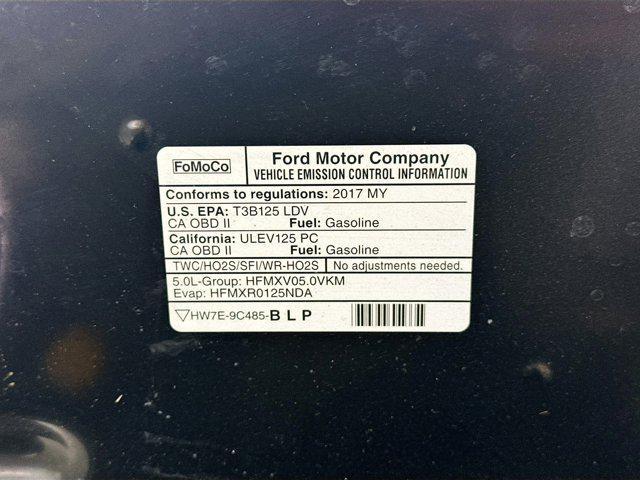 FoMoCo
Ford Motor Company
VEHICLE EMISSION CONTROL INFORMATION
Conforms to regulations: 2017 MY
U.S. EPA: T3B125 LDV
CA OBD II Fuel: Gasoline
California: ULEV125 PC
CA OBD II Fuel: Gasoline
TWC/HO2S/SFI/WR-HO2S No adjustments needed.
5.0L-Group: HFMXV05.0VKM
Evap: HFMXR0125NDA
HW7E-9C485-B L P